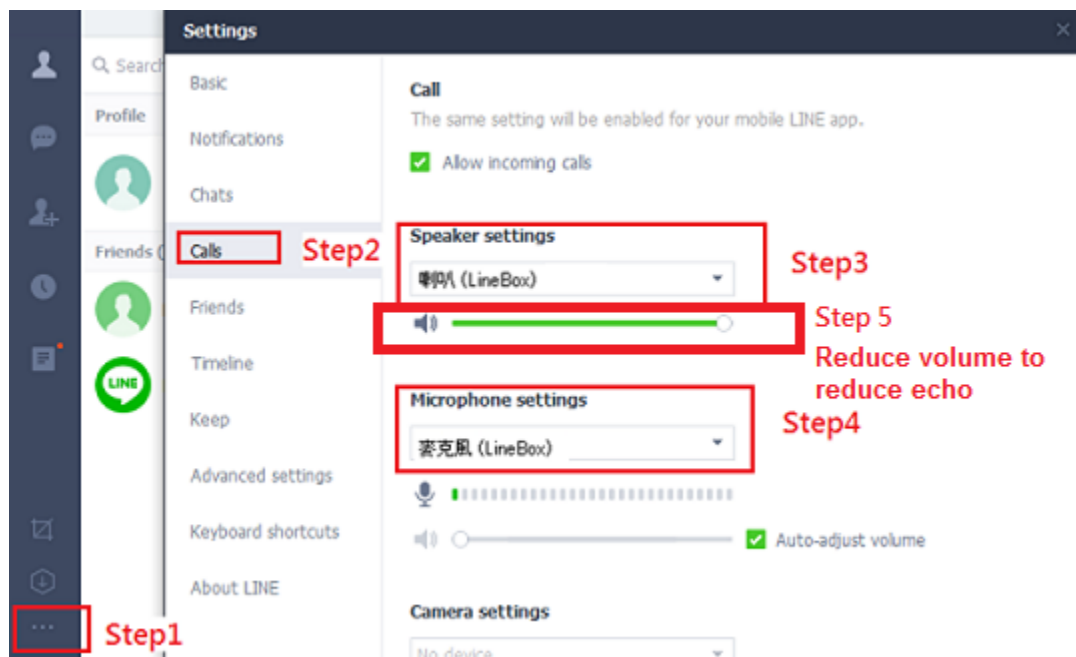 Settings
Search
Profile
Friends (
LINE
Basic
Notifications
Chats
Calls
Step2
Friends
Timeline
Keep
Advanced settings
Keyboard shortcuts
About LINE
Step1
Call
The same setting will be enabled for your mobile LINE app.
Allow incoming calls
Speaker settings
喇叭 (LineBox)
Step3
Step 5
Reduce volume to
reduce echo
Microphone settings
麥克風 (LineBox)
Step4
Auto-adjust volume
Camera settings
No device